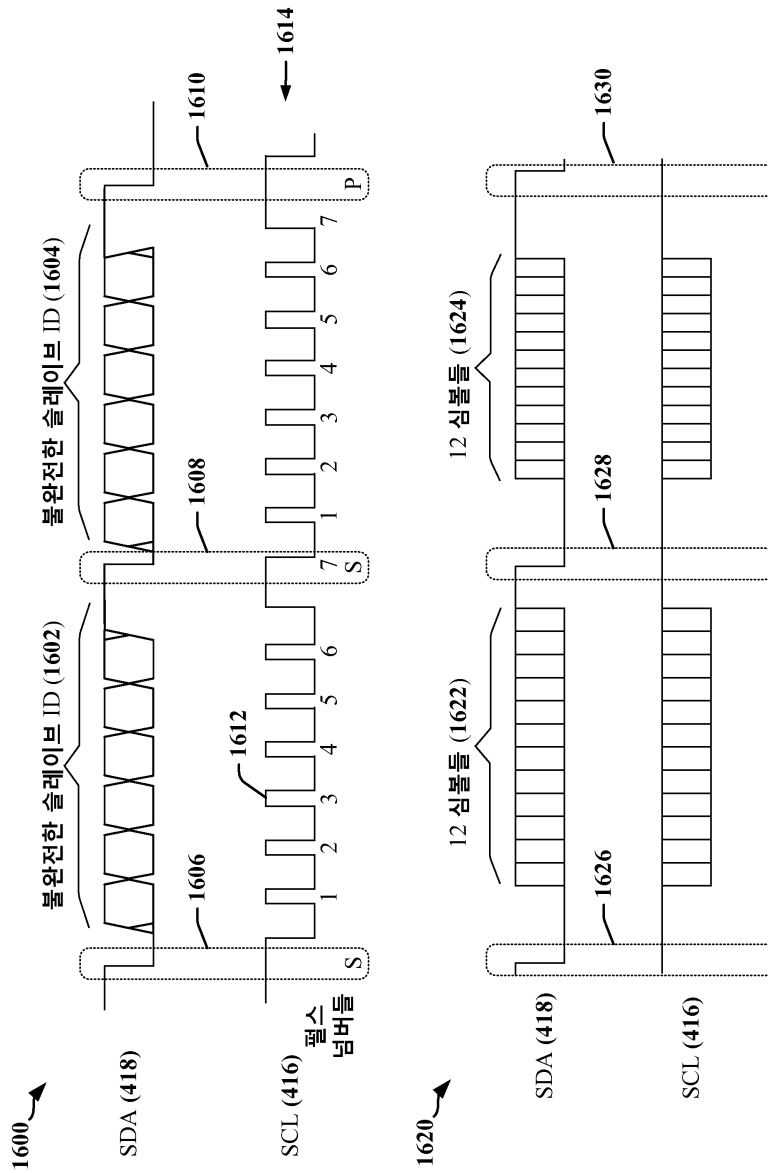 1600
불완전한 슬레이브 ID (1602)
불완전한 슬레이브 ID (1604)
SDA (418)
1606
1608
1610
1612
1614
SCL (416)
펄스
넘버들
S 1 2 3 4 5 6 7 S 1 2 3 4 5 6 7 P
1620
12 심볼들 (1622)
12 심볼들 (1624)
SDA (418)
1626
1628
1630
SCL (416)